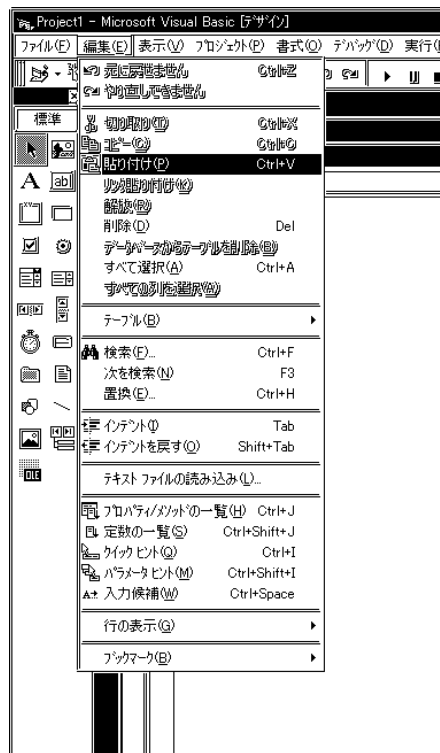 Project1 - Microsoft Visual Basic [デザイン]
ファイル(F) 編集(E) 表示(V) プロジェクト(P) 書式(O) デバッグ(D) 実行(
元に戻せません Ctrl+Z
やり直しできません
標準
切り取り(T) Ctrl+X
コピー(C) Ctrl+C
貼り付け(P) Ctrl+V
リンク貼り付け(K)
解放(R)
削除(D) Del
データベースからテーブルを削除(B)
すべて選択(A) Ctrl+A
すべての列を選択(W)
テーブル(B)
検索(F)... Ctrl+F
次を検索(N) F3
置換(E)... Ctrl+H
インデント(I) Tab
インデントを戻す(O) Shift+Tab
テキスト ファイルの読み込み(L)...
プロパティ/メソッドの一覧(H) Ctrl+J
定数の一覧(S) Ctrl+Shift+J
クイック ヒント(Q) Ctrl+I
パラメータ ヒント(M) Ctrl+Shift+I
入力候補(W) Ctrl+Space
行の表示(G)
ブックマーク(B)
A
ab
OLE